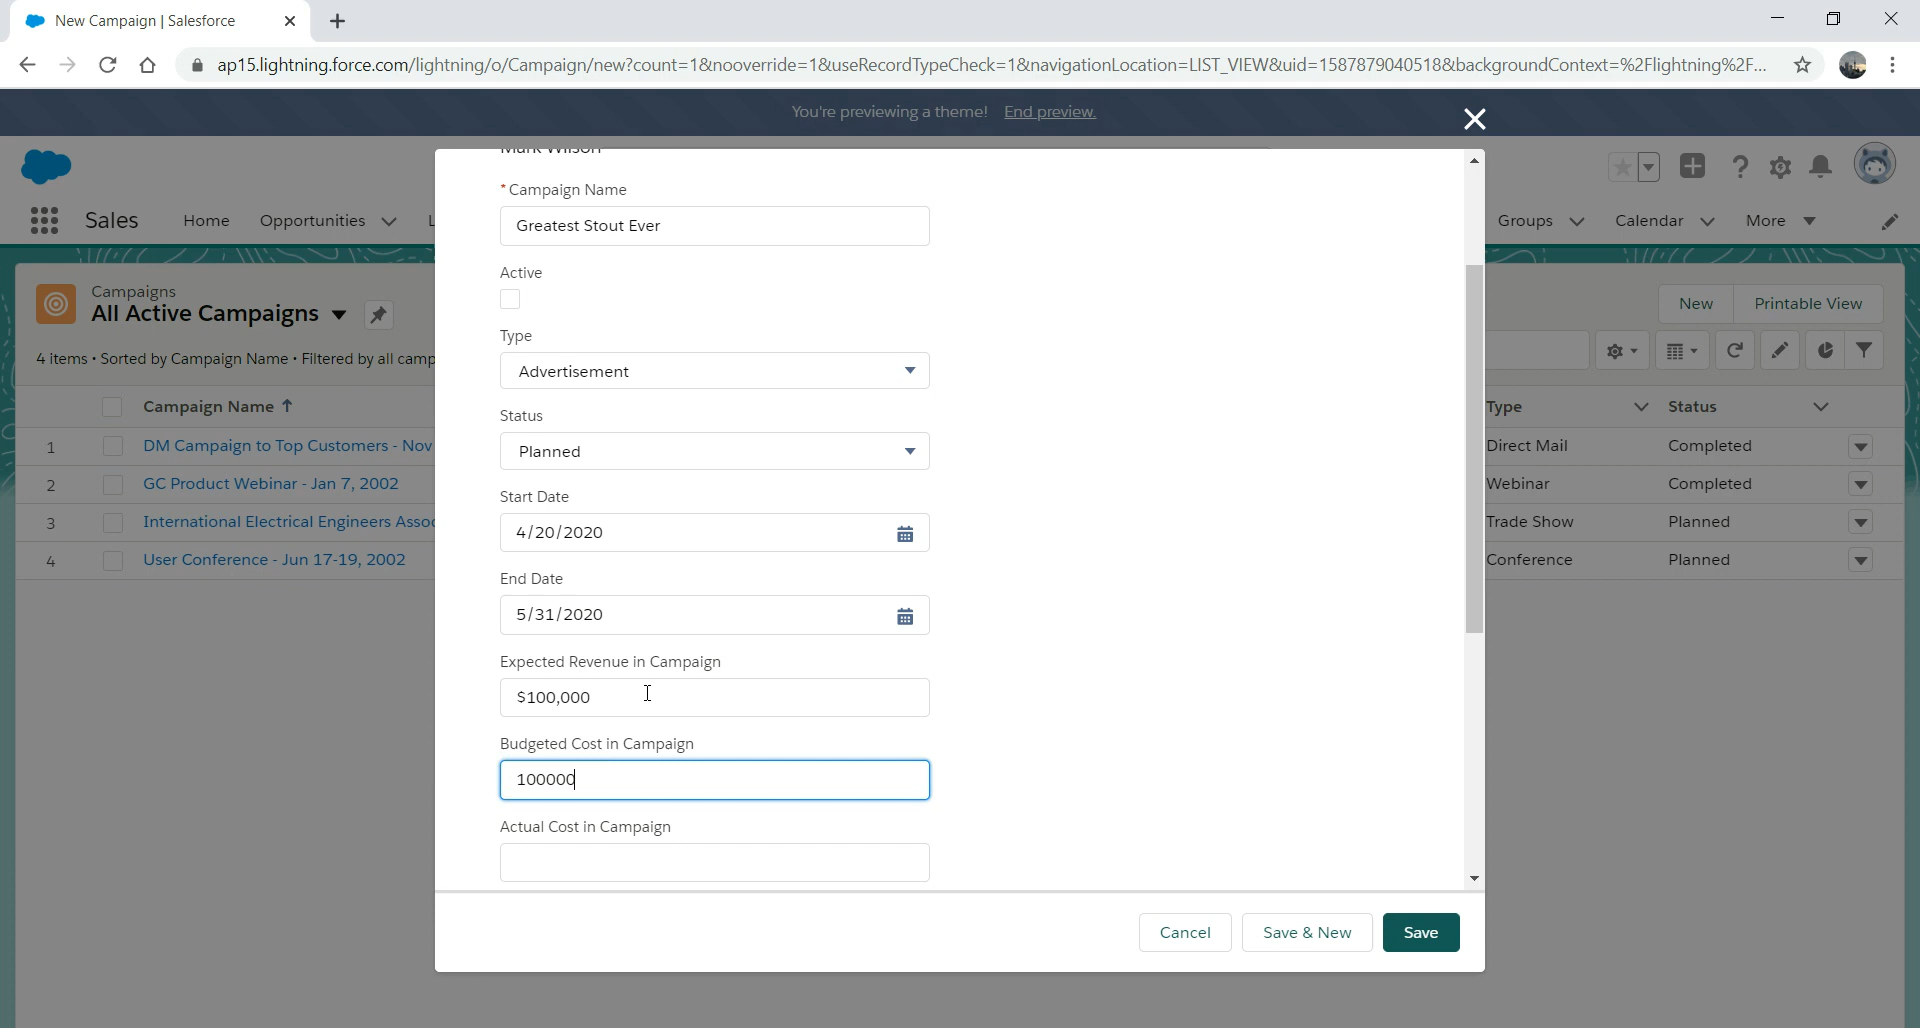 New Campaign | Salesforce
ap15.lightning.force.com/lightning/o/Campaign/new?count=1&nooverride=1&useRecordTypeCheck=1&navigationLocation=LIST_VIEW&uid=1587879040518&backgroundContext=%2Flightning%2F...
You're previewing a theme! End preview.
Sales Home Opportunities L Groups Calendar More
Campaigns
All Active Campaigns
New Printable View
4 items • Sorted by Campaign Name • Filtered by all camp
Campaign Name Type Status
1 DM Campaign to Top Customers - Nov Direct Mail Completed
2 GC Product Webinar - Jan 7, 2002 Webinar Completed
3 International Electrical Engineers Assoc Trade Show Planned
4 User Conference - Jun 17-19, 2002 Conference Planned
Mark Wilson
* Campaign Name
Greatest Stout Ever
Active
Type
Advertisement
Status
Planned
Start Date
4/20/2020
End Date
5/31/2020
Expected Revenue in Campaign
$100,000
Budgeted Cost in Campaign
100000
Actual Cost in Campaign
Cancel Save & New Save